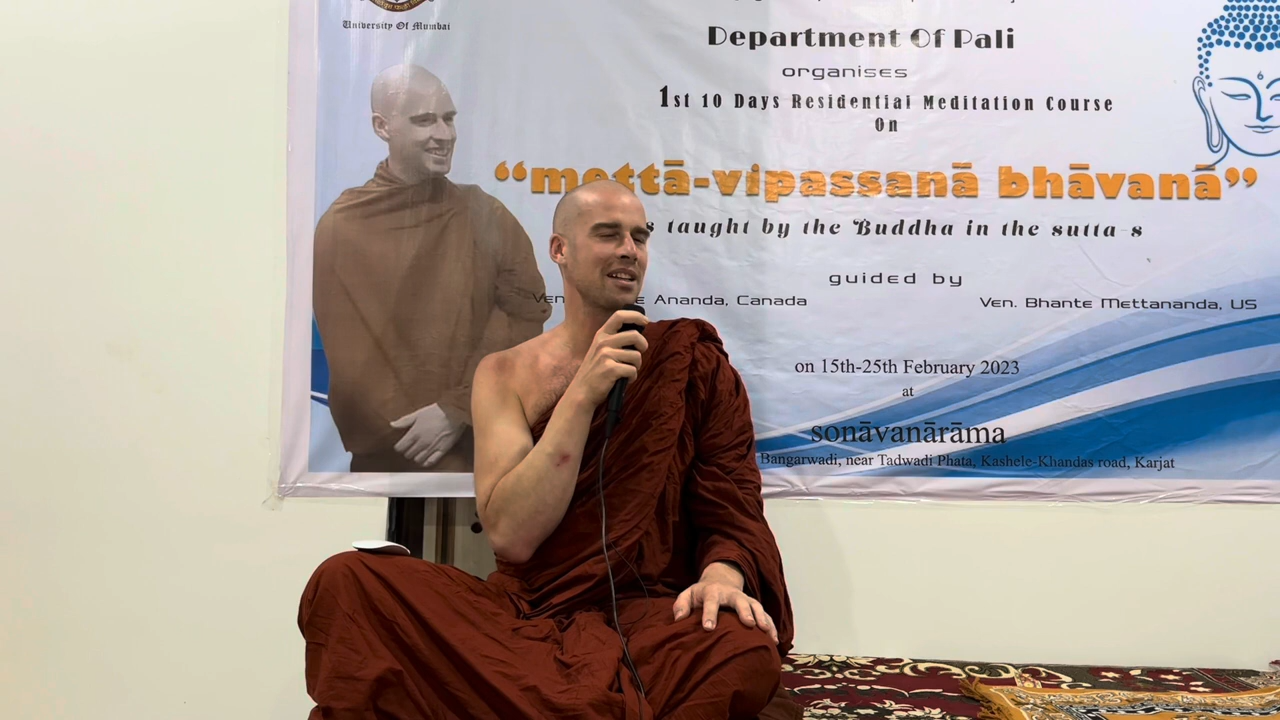 University Of Mumbai
Department Of Pali
organises
1st 10 Days Residential Meditation Course
On
“mettā-vipassanā bhāvanā”
taught by the Buddha in the sutta-s
guided by
Ven. Ananda, Canada
Ven. Bhante Mettananda, US
on 15th-25th February 2023
at
sonāvanārāma
Bangarwadi, near Tadwadi Phata, Kashele-Khandas road, Karjat